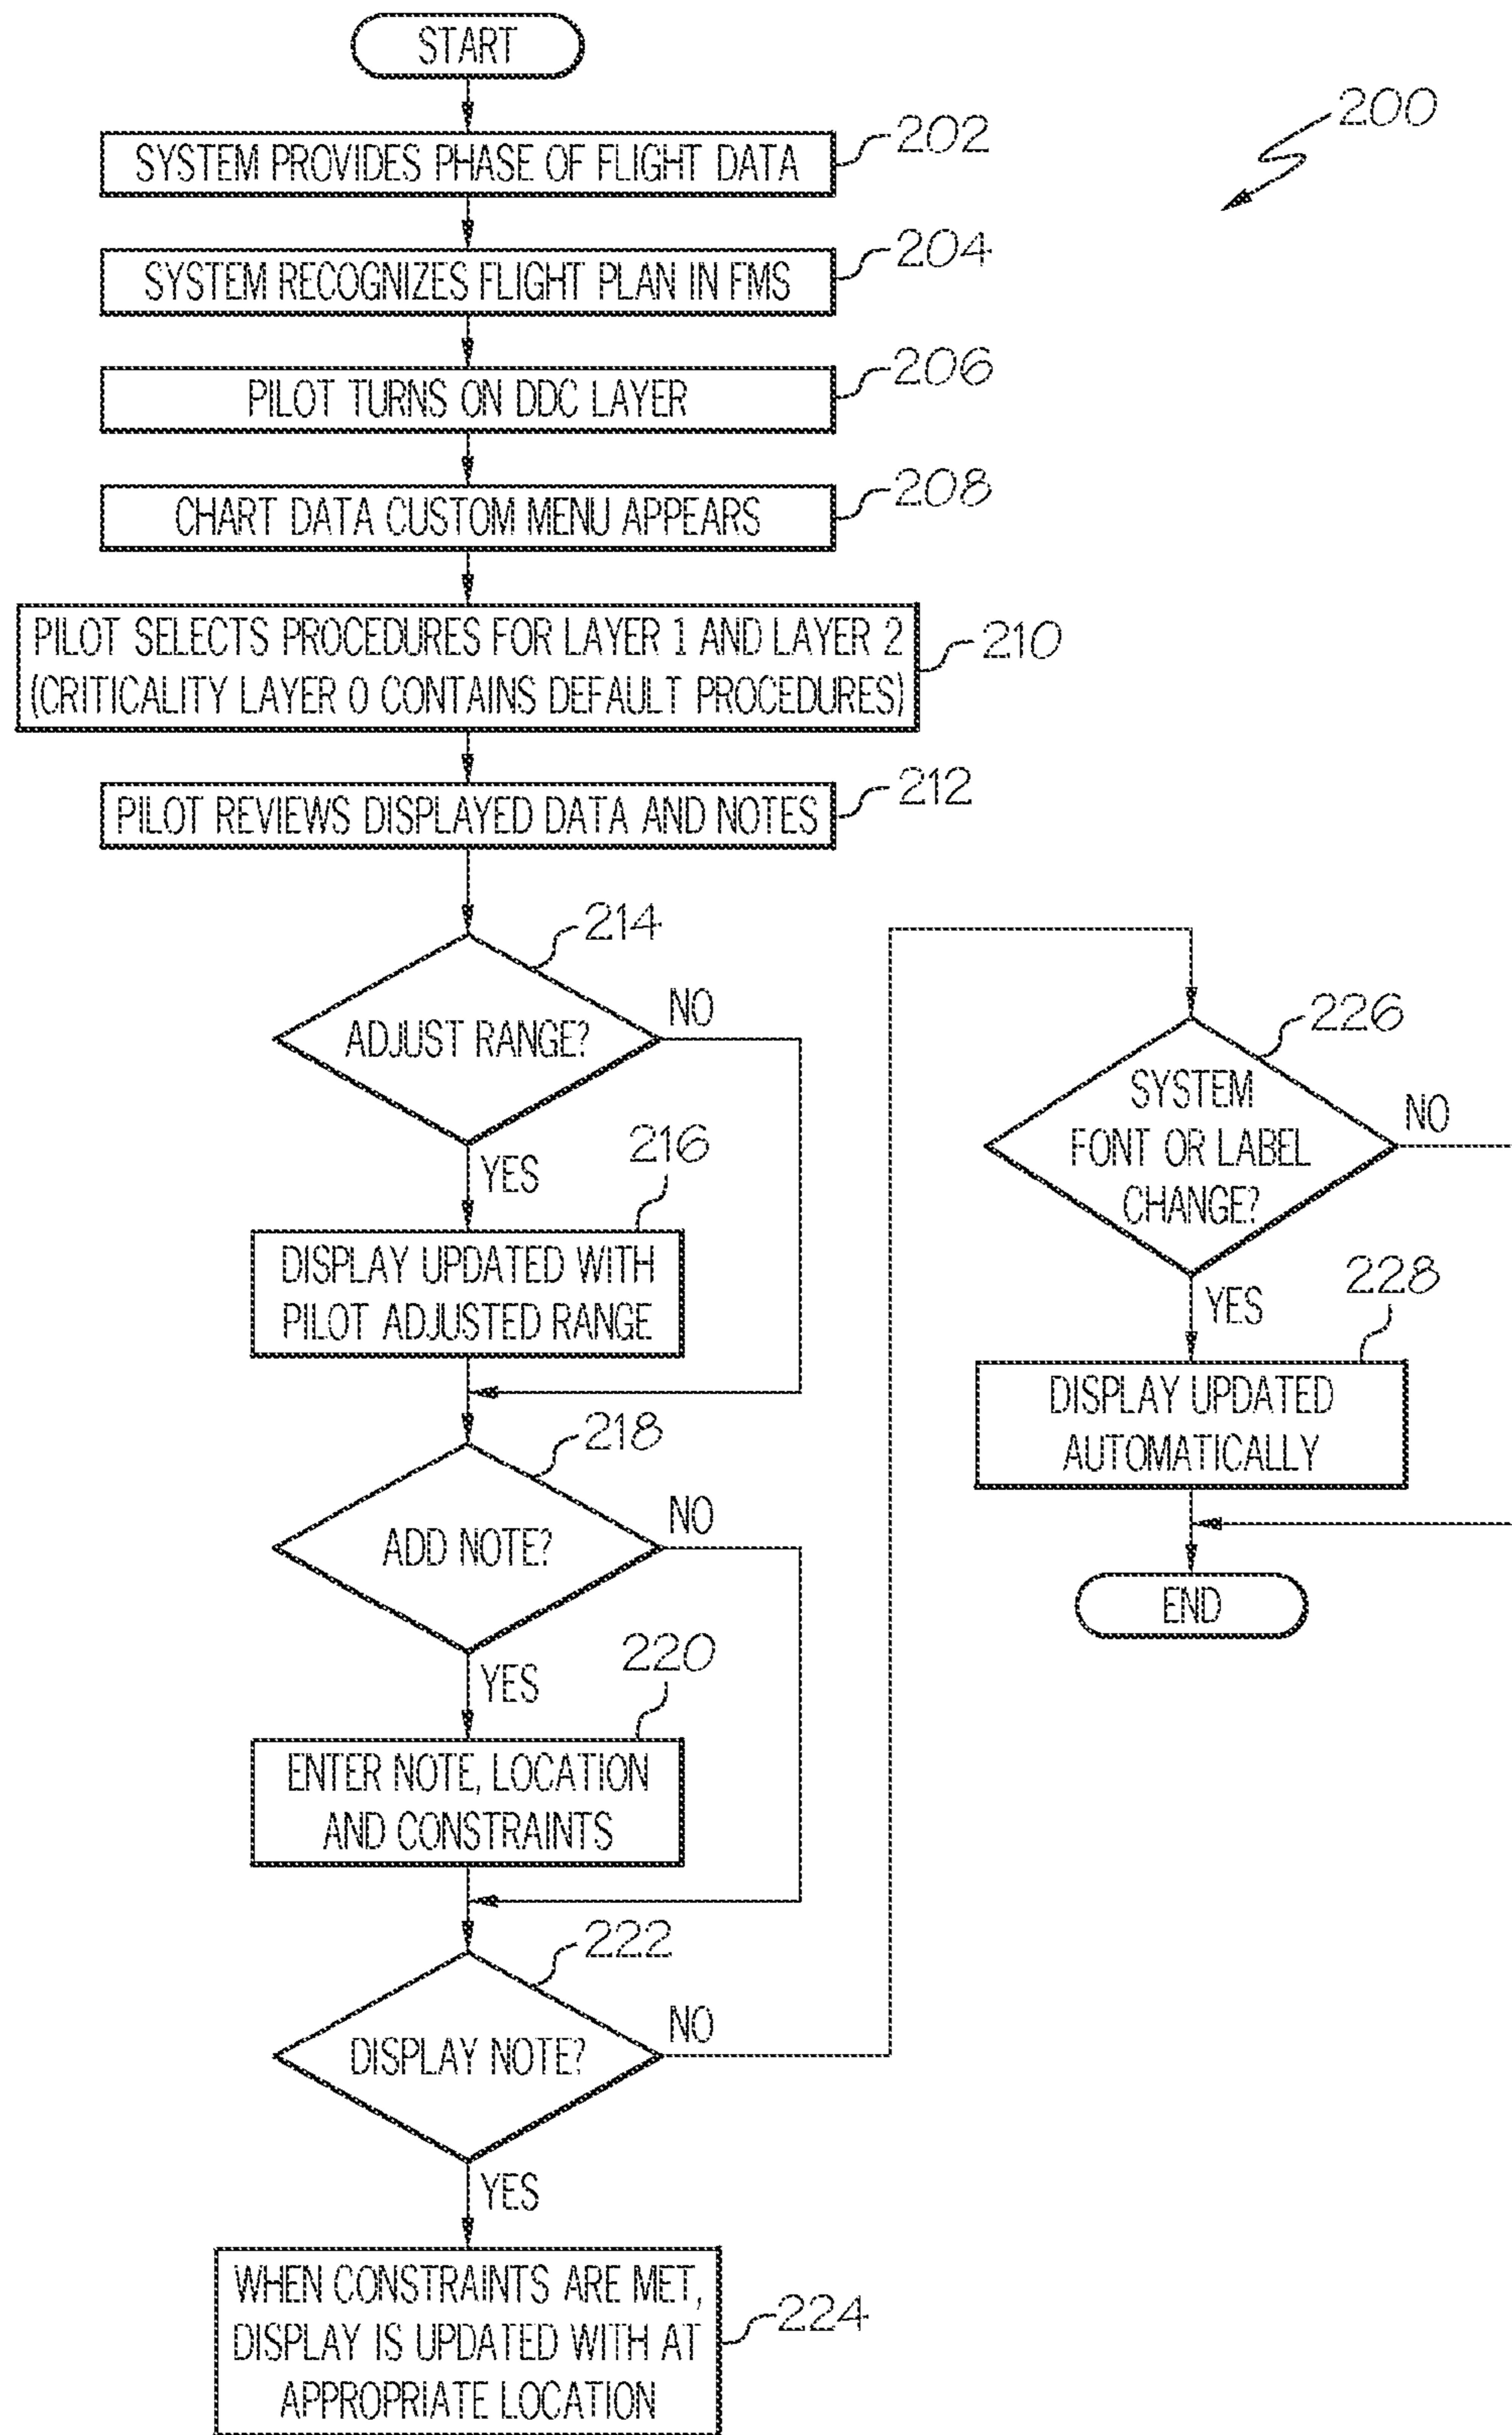 START
200
SYSTEM PROVIDES PHASE OF FLIGHT DATA
202
SYSTEM RECOGNIZES FLIGHT PLAN IN FMS
204
PILOT TURNS ON DDC LAYER
206
CHART DATA CUSTOM MENU APPEARS
208
PILOT SELECTS PROCEDURES FOR LAYER 1 AND LAYER 2
(CRITICALITY LAYER 0 CONTAINS DEFAULT PROCEDURES)
210
PILOT REVIEWS DISPLAYED DATA AND NOTES
212
214
ADJUST RANGE?
NO
YES
216
DISPLAY UPDATED WITH
PILOT ADJUSTED RANGE
218
ADD NOTE?
NO
YES
220
ENTER NOTE, LOCATION
AND CONSTRAINTS
222
DISPLAY NOTE?
NO
YES
WHEN CONSTRAINTS ARE MET,
DISPLAY IS UPDATED WITH AT
APPROPRIATE LOCATION
224
226
SYSTEM
FONT OR LABEL
CHANGE?
NO
YES
228
DISPLAY UPDATED
AUTOMATICALLY
END